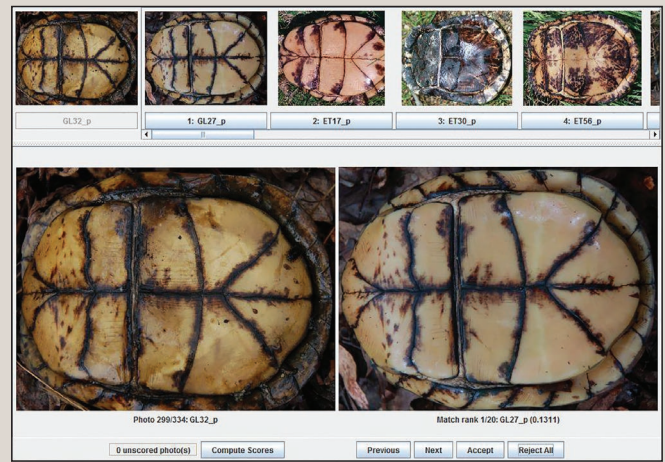 GL32_p
1: GL27_p
2: ET17_p
3: ET30_p
4: ET56_p
Photo 299/334: GL32_p
Match rank 1/20: GL27_p (0.1311)
0 unscored photo(s)
Compute Scores
Previous
Next
Accept
Reject All